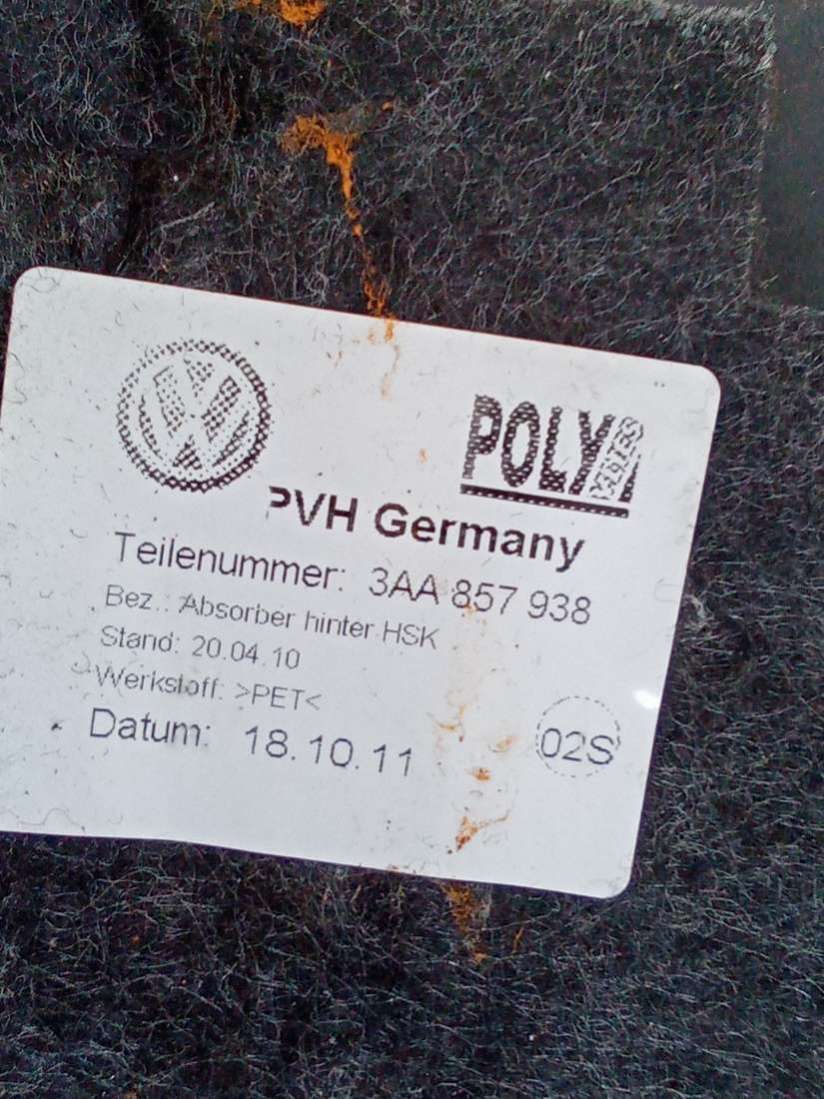 POLY
PVH Germany
Teilenummer: 3AA 857 938
Bez.: Absorber hinter HSK
Stand: 20.04.10
Werkstoff: >PET<
Datum: 18.10.11
02S